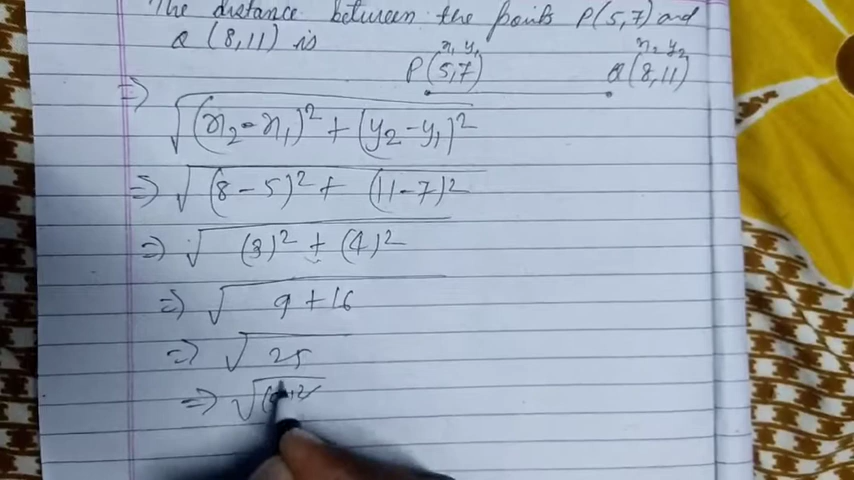 The distance between the points P(5,7) and
Q (8,11) is
x₁ y₁ x₂ y₂
P(5,7) Q(8,11)
⇒ √((x₂-x₁)² + (y₂-y₁)²)
⇒ √((8-5)² + (11-7)²)
⇒ √((3)² + (4)²)
⇒ √(9+16)
⇒ √25
⇒ √